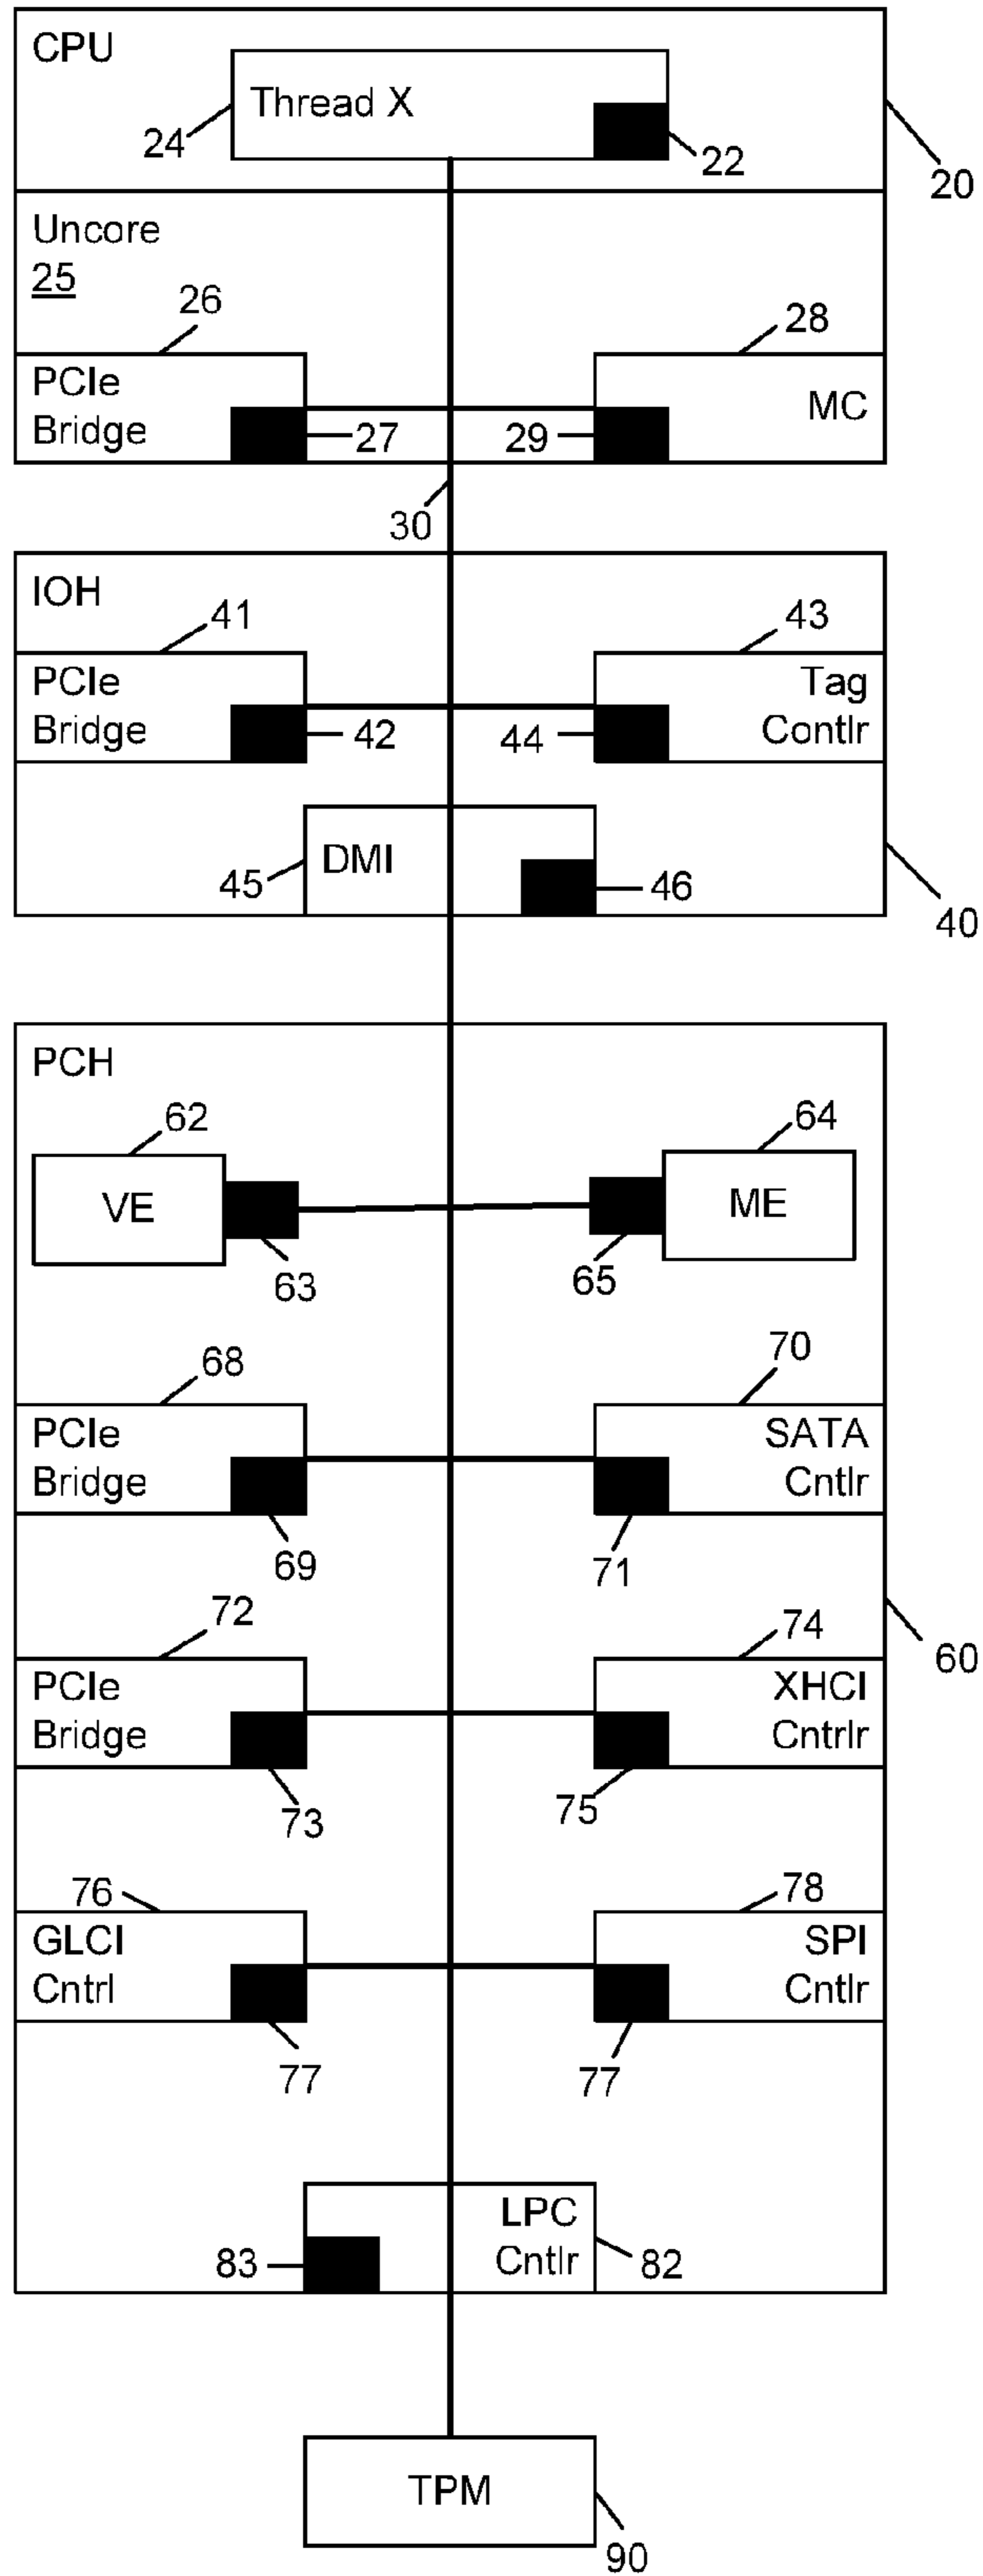 CPU
Thread X
24
22
20
Uncore
25
26
28
PCIe
Bridge
MC
27
29
30
IOH
41
43
PCIe
Bridge
Tag
Contlr
42
44
DMI
45
46
40
PCH
62
64
VE
ME
63
65
68
70
PCIe
Bridge
SATA
Cntlr
69
71
72
74
60
PCIe
Bridge
XHCI
Cntrlr
73
75
76
78
GLCI
Cntrl
SPI
Cntlr
77
77
LPC
Cntlr
83
82
TPM
90